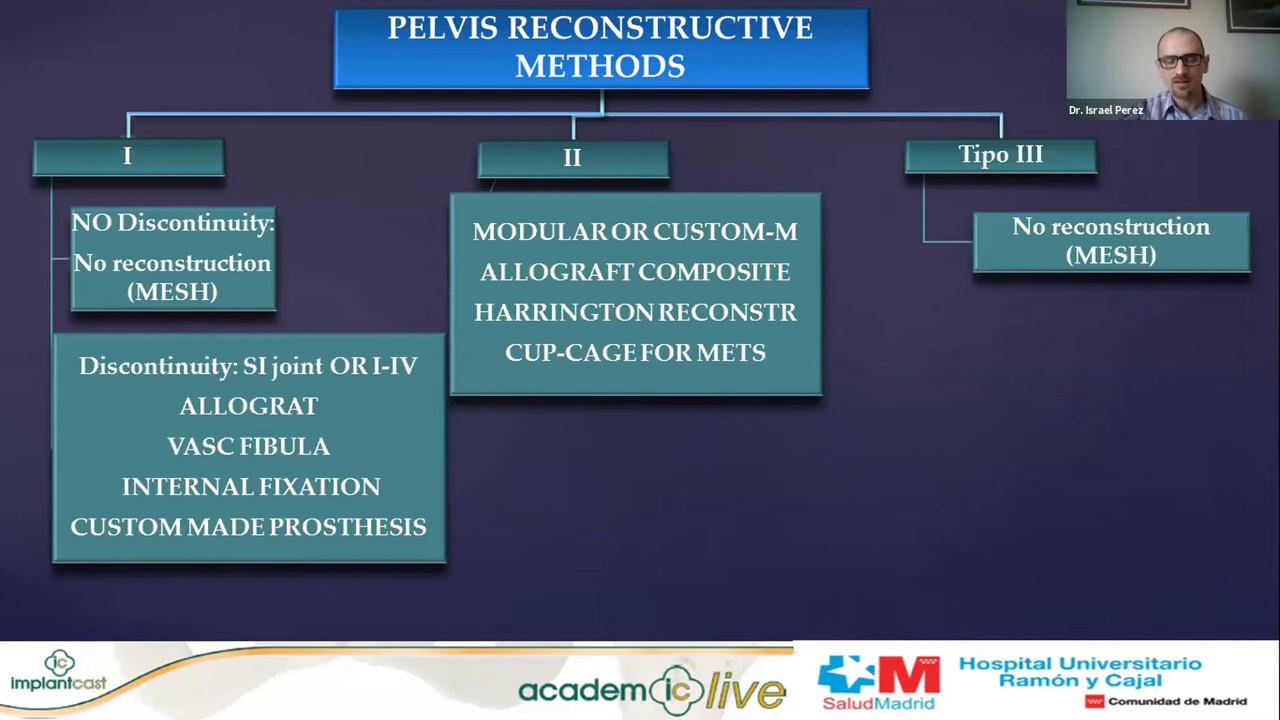 PELVIS RECONSTRUCTIVE
METHODS
Dr. Israel Perez
I
II
Tipo III
NO Discontinuity:
No reconstruction
(MESH)
Discontinuity: SI joint OR I-IV
ALLOGRAT
VASC FIBULA
INTERNAL FIXATION
CUSTOM MADE PROSTHESIS
MODULAR OR CUSTOM-M
ALLOGRAFT COMPOSITE
HARRINGTON RECONSTR
CUP-CAGE FOR METS
No reconstruction
(MESH)
ic
implantcast
academ ic live
M
SaludMadrid
Hospital Universitario
Ramón y Cajal
Comunidad de Madrid